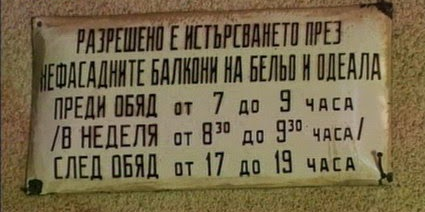 РАЗРЕШЕНО Е ИСТЪРСВАНЕТО ПРЕЗ
НЕФАСАДНИТЕ БАЛКОНИ НА БЕЛЬО И ОДЕАЛА
ПРЕДИ ОБЯД от 7 до 9 ЧАСА
/В НЕДЕЛЯ от 8³⁰ до 9³⁰ ЧАСА/
СЛЕД ОБЯД от 17 до 19 ЧАСА